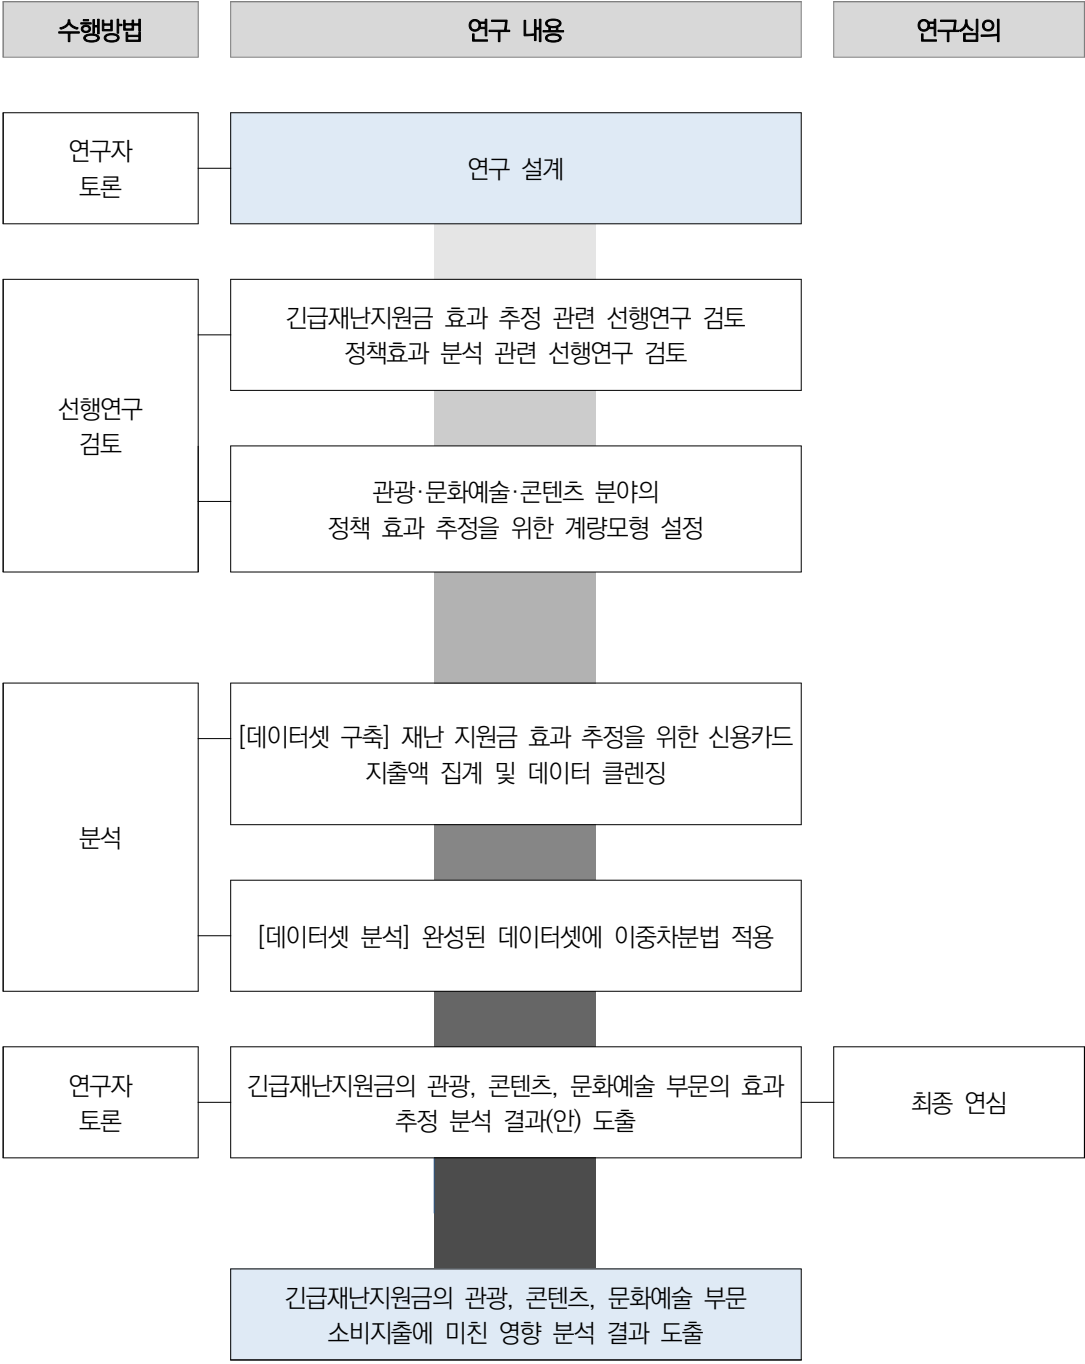 수행방법
연구 내용
연구심의
연구자
토론
연구 설계
선행연구
검토
긴급재난지원금 효과 추정 관련 선행연구 검토
정책효과 분석 관련 선행연구 검토
관광·문화예술·콘텐츠 분야의
정책 효과 추정을 위한 계량모형 설정
분석
[데이터셋 구축] 재난 지원금 효과 추정을 위한 신용카드
지출액 집계 및 데이터 클렌징
[데이터셋 분석] 완성된 데이터셋에 이중차분법 적용
연구자
토론
긴급재난지원금의 관광, 콘텐츠, 문화예술 부문의 효과
추정 분석 결과(안) 도출
최종 연심
긴급재난지원금의 관광, 콘텐츠, 문화예술 부문
소비지출에 미친 영향 분석 결과 도출